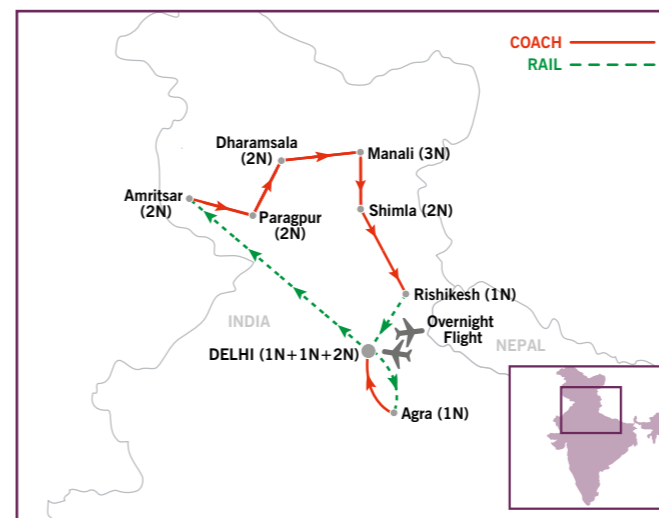 COACH
RAIL
Dharamsala
(2N)
Manali (3N)
Amritsar
(2N)
Paragpur
(2N)
Shimla (2N)
Rishikesh (1N)
INDIA
Overnight
Flight
NEPAL
DELHI (1N+1N+2N)
Agra (1N)